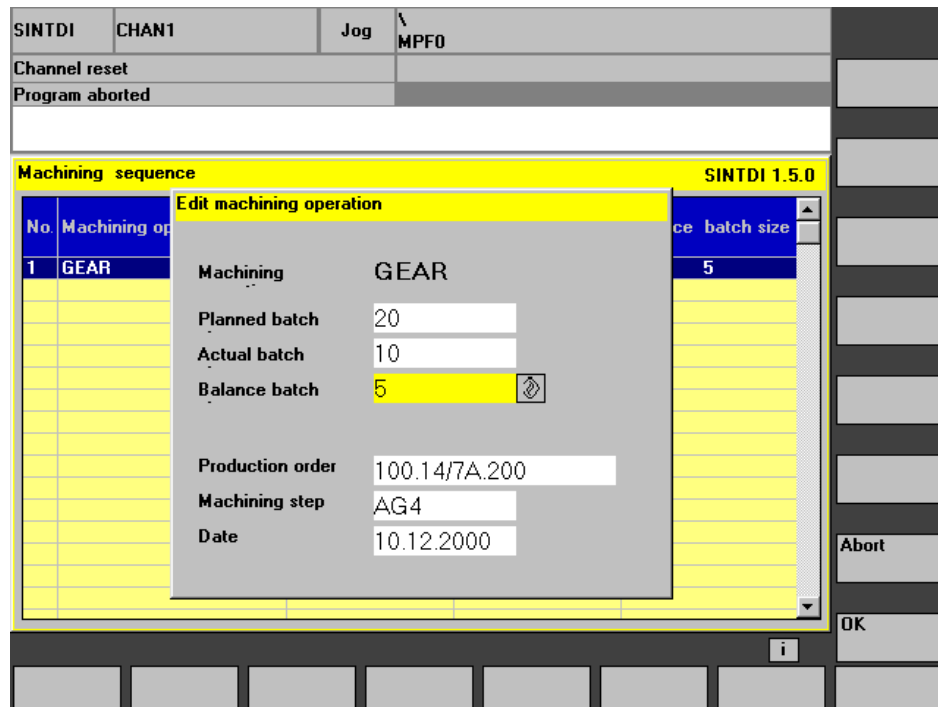 SINTDI CHAN1 Jog \
MPF0
Channel reset
Program aborted
Machining sequence SINTDI 1.5.0
Edit machining operation
No. Machining op ce batch size
1 GEAR 5
Machining GEAR
Planned batch 20
Actual batch 10
Balance batch 5
Production order 100.14/7A.200
Machining step AG4
Date 10.12.2000
Abort
OK
i